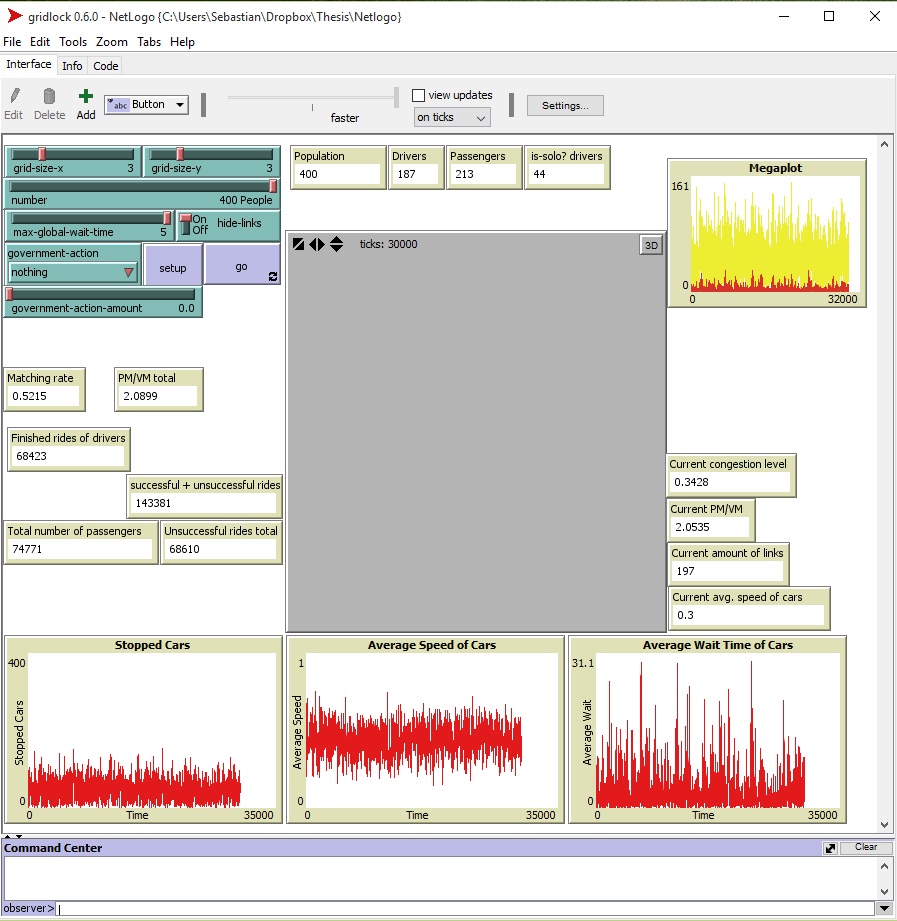 gridlock 0.6.0 - NetLogo {C:\Users\Sebastian\Dropbox\Thesis\Netlogo}
File Edit Tools Zoom Tabs Help
Interface Info Code
Edit Delete Add abc Button faster view updates on ticks Settings...
grid-size-x 3 grid-size-y 3
number 400 People
max-global-wait-time 5 On Off hide-links
government-action
nothing
setup
go
government-action-amount 0.0
Population
400
Drivers
187
Passengers
213
is-solo? drivers
44
ticks: 30000
3D
Megaplot
161
0
0 32000
Matching rate
0.5215
PM/VM total
2.0899
Finished rides of drivers
68423
successful + unsuccessful rides
143381
Total number of passengers
74771
Unsuccessful rides total
68610
Current congestion level
0.3428
Current PM/VM
2.0535
Current amount of links
197
Current avg. speed of cars
0.3
Stopped Cars
400
Stopped Cars
0
0 Time 35000
Average Speed of Cars
1
Average Speed
0
0 Time 35000
Average Wait Time of Cars
31.1
Average Wait
0
0 Time 35000
Command Center
Clear
observer>